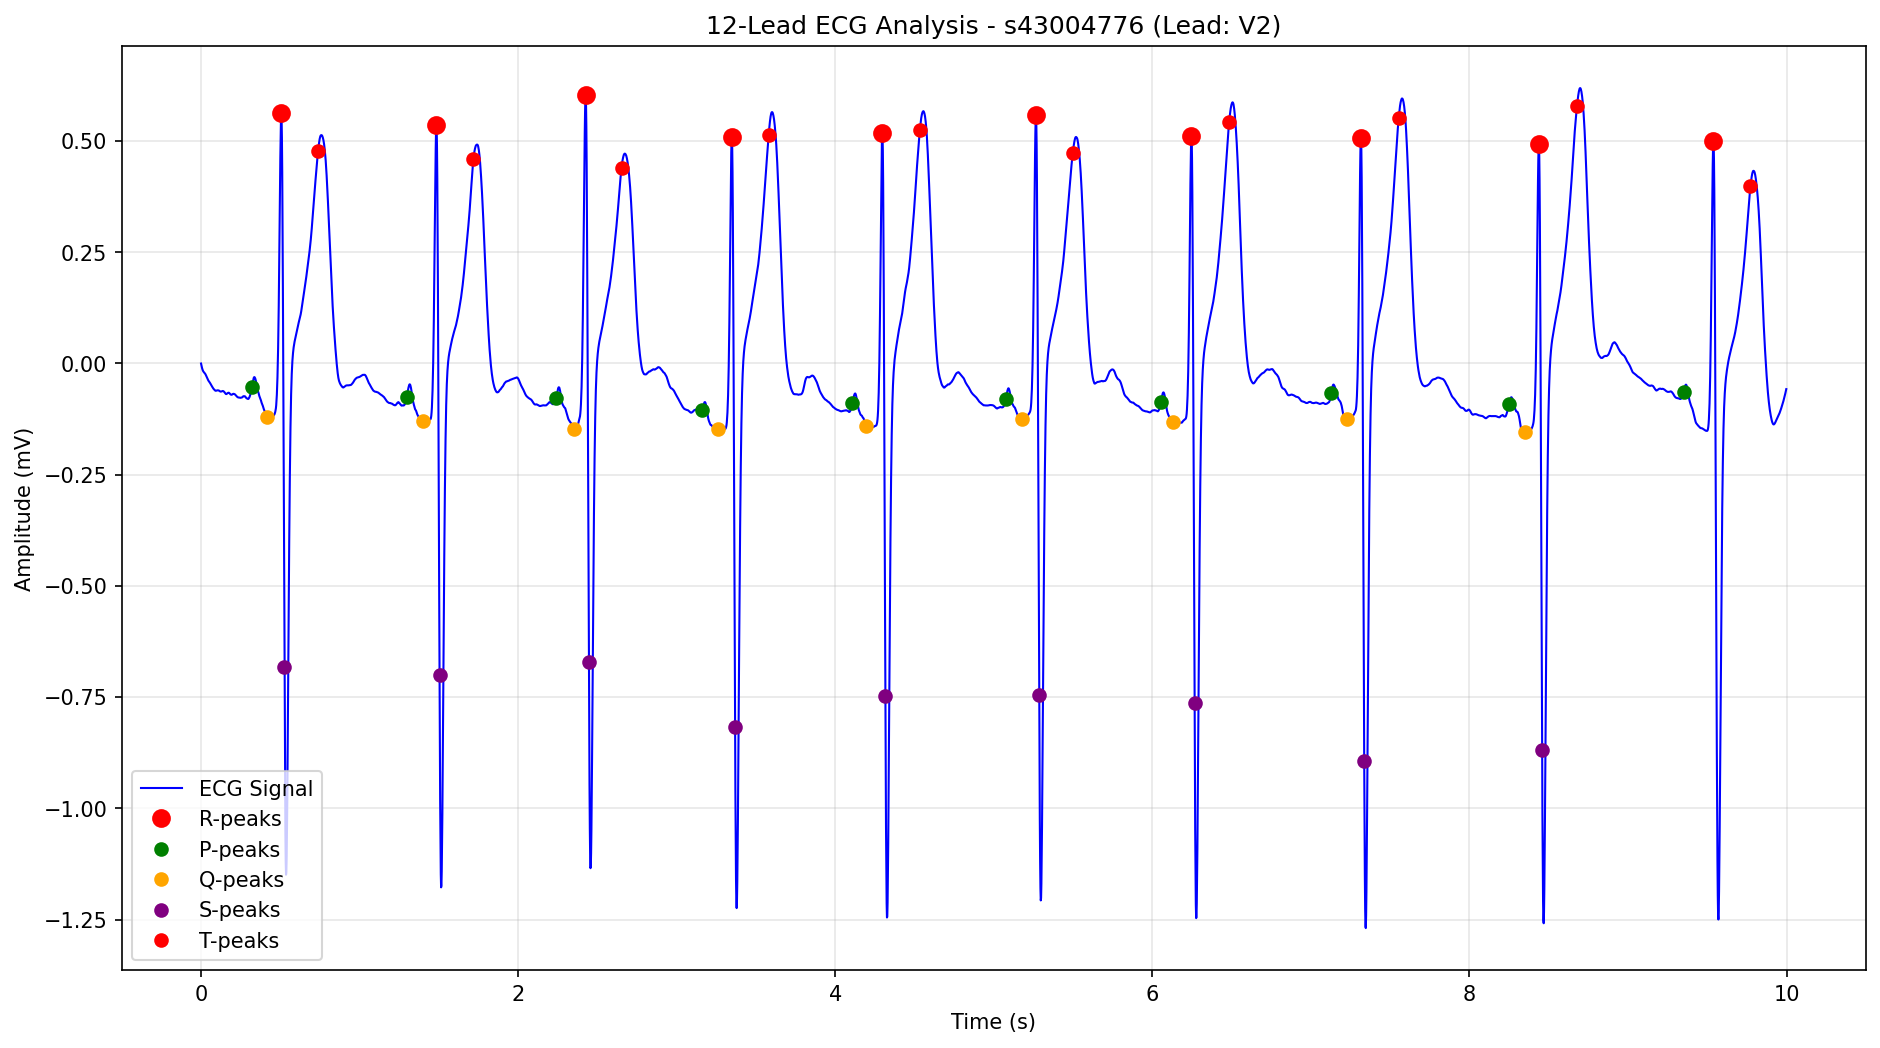 12-Lead ECG Analysis - s43004776 (Lead: V2)
Amplitude (mV)
0.50
0.25
0.00
−0.25
−0.50
−0.75
−1.00
−1.25
ECG Signal
R-peaks
P-peaks
Q-peaks
S-peaks
T-peaks
0 2 4 6 8 10
Time (s)